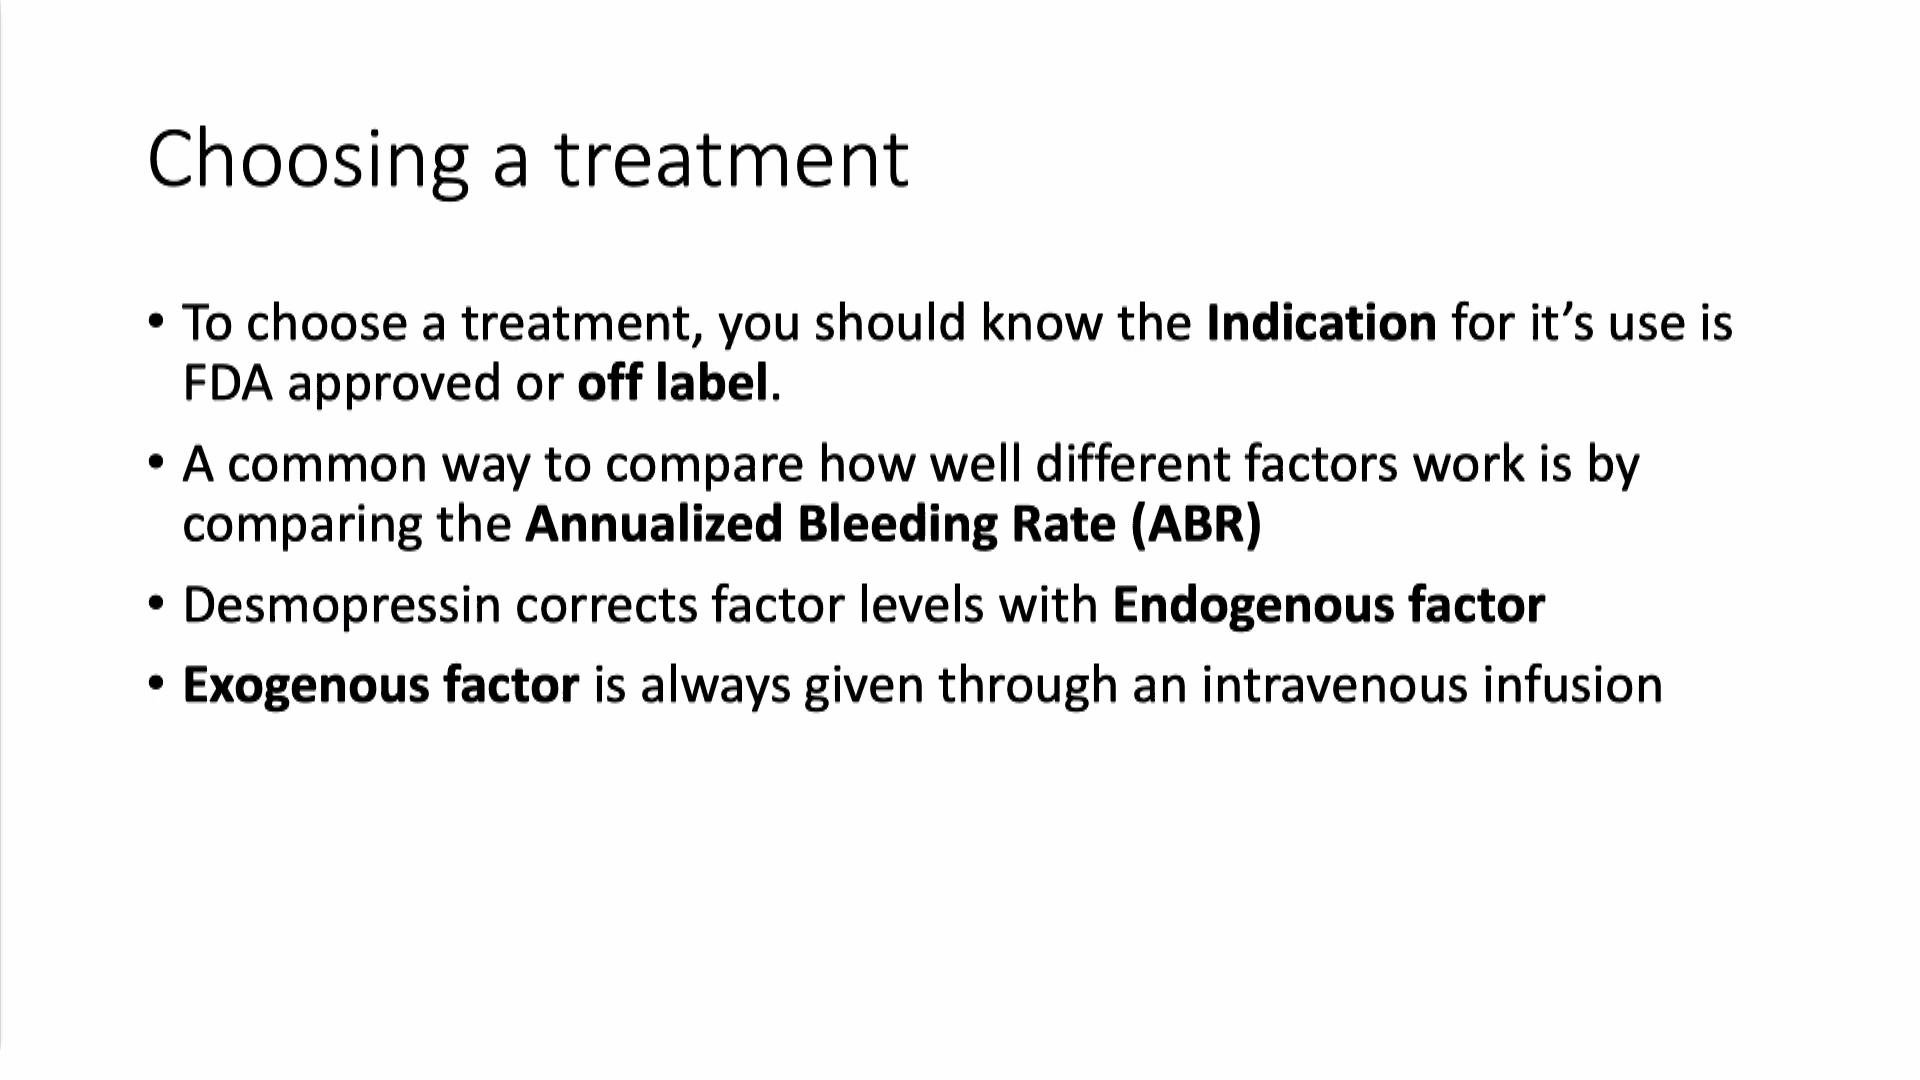 Choosing a treatment
• To choose a treatment, you should know the Indication for it’s use is
FDA approved or off label.
• A common way to compare how well different factors work is by
comparing the Annualized Bleeding Rate (ABR)
• Desmopressin corrects factor levels with Endogenous factor
• Exogenous factor is always given through an intravenous infusion